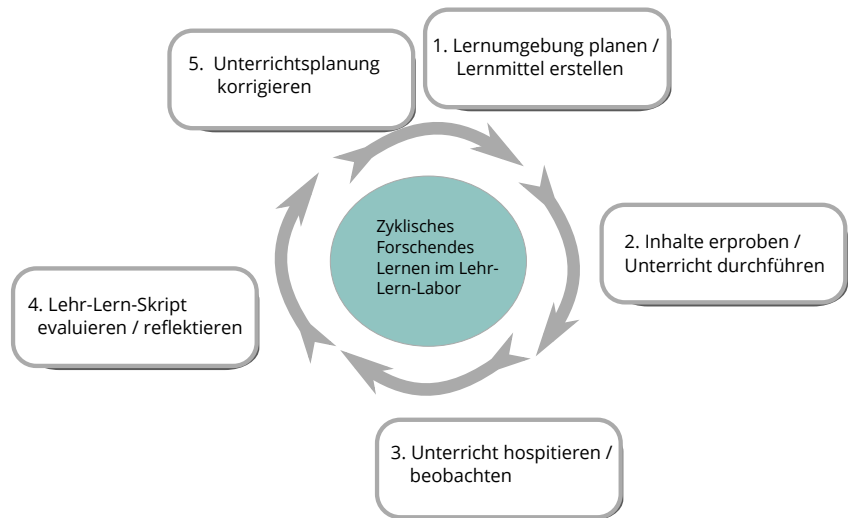 1. Lernumgebung planen /
Lernmittel erstellen
2. Inhalte erproben /
Unterricht durchführen
3. Unterricht hospitieren /
beobachten
4. Lehr-Lern-Skript
evaluieren / reflektieren
5. Unterrichtsplanung
korrigieren
Zyklisches
Forschendes
Lernen im Lehr-
Lern-Labor